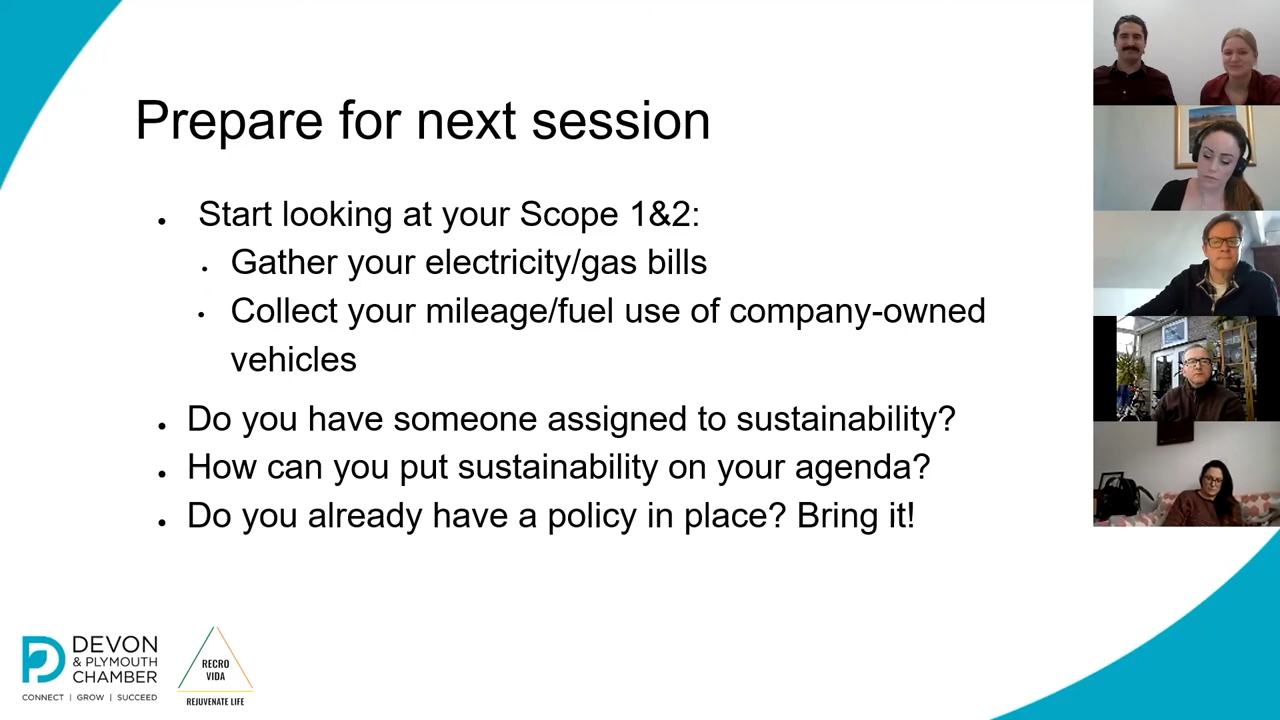 Prepare for next session
Start looking at your Scope 1&2:
Gather your electricity/gas bills
Collect your mileage/fuel use of company-owned
vehicles
Do you have someone assigned to sustainability?
How can you put sustainability on your agenda?
Do you already have a policy in place? Bring it!
DEVON
& PLYMOUTH
CHAMBER
CONNECT | GROW | SUCCEED
RECRO
VIDA
REJUVENATE LIFE